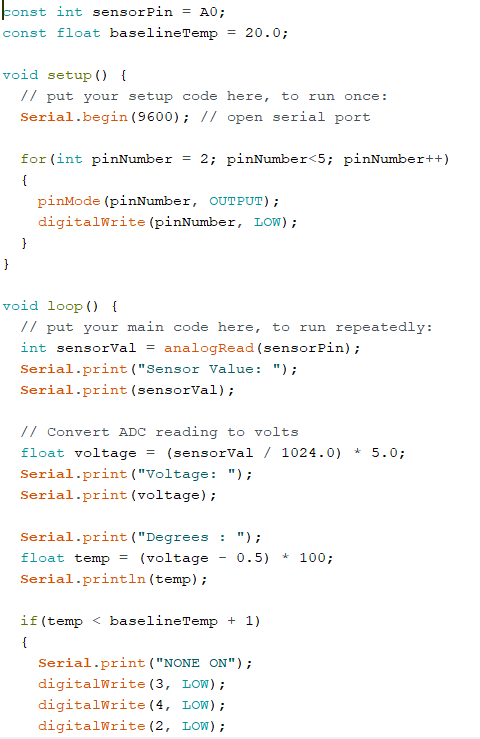 const int sensorPin = A0;
const float baselineTemp = 20.0;
void setup() {
// put your setup code here, to run once:
Serial.begin(9600); // open serial port
for(int pinNumber = 2; pinNumber<5; pinNumber++)
{
pinMode(pinNumber, OUTPUT);
digitalWrite(pinNumber, LOW);
}
}
void loop() {
// put your main code here, to run repeatedly:
int sensorVal = analogRead(sensorPin);
Serial.print("Sensor Value: ");
Serial.print(sensorVal);
// Convert ADC reading to volts
float voltage = (sensorVal / 1024.0) * 5.0;
Serial.print("Voltage: ");
Serial.print(voltage);
Serial.print("Degrees : ");
float temp = (voltage - 0.5) * 100;
Serial.println(temp);
if(temp < baselineTemp + 1)
{
Serial.print("NONE ON");
digitalWrite(3, LOW);
digitalWrite(4, LOW);
digitalWrite(2, LOW);